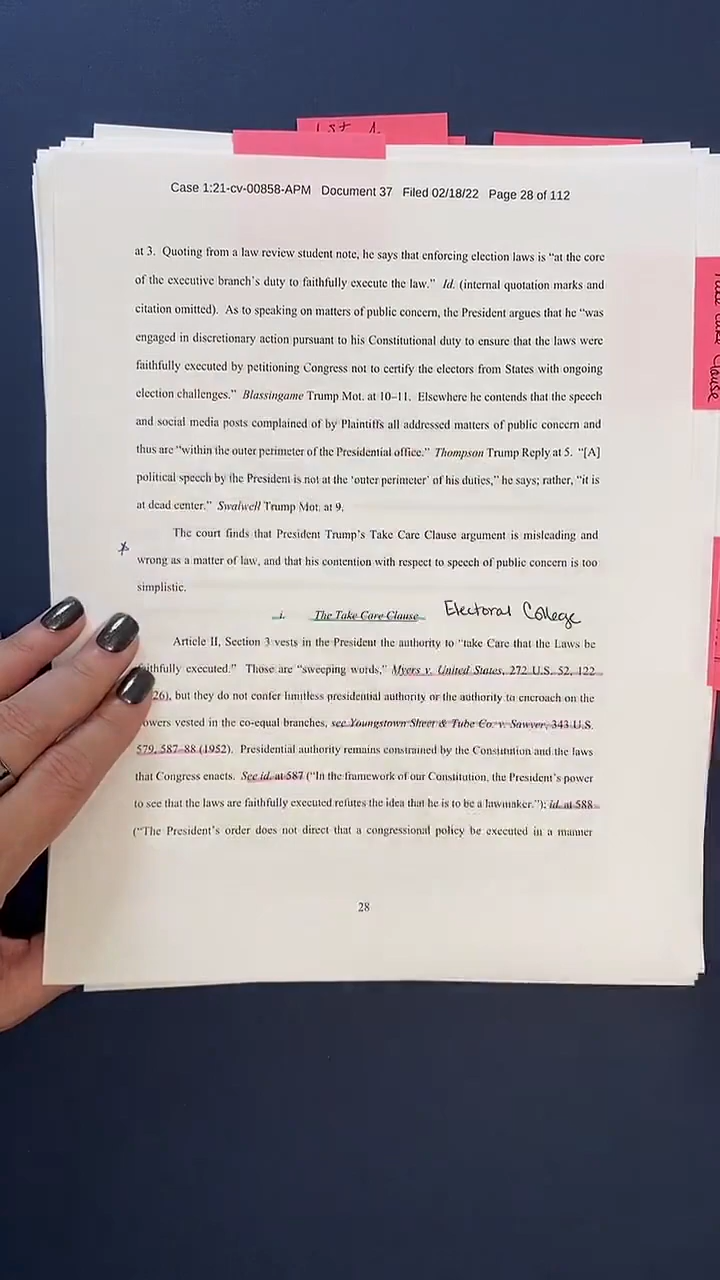 1st A
Case 1:21-cv-00858-APM Document 37 Filed 02/18/22 Page 28 of 112
at 3. Quoting from a law review student note, he says that enforcing election laws is “at the core
of the executive branch’s duty to faithfully execute the law.” Id. (internal quotation marks and
citation omitted). As to speaking on matters of public concern, the President argues that he “was
engaged in discretionary action pursuant to his Constitutional duty to ensure that the laws were
faithfully executed by petitioning Congress not to certify the electors from States with ongoing
election challenges.” Blassingame Trump Mot. at 10–11. Elsewhere he contends that the speech
and social media posts complained of by Plaintiffs all addressed matters of public concern and
thus are “within the outer perimeter of the Presidential office.” Thompson Trump Reply at 5. “[A]
political speech by the President is not at the ‘outer perimeter’ of his duties,” he says; rather, “it is
at dead center.” Swalwell Trump Mot. at 9.
The court finds that President Trump’s Take Care Clause argument is misleading and
wrong as a matter of law, and that his contention with respect to speech of public concern is too
simplistic.
i. The Take Care Clause Electoral College
Article II, Section 3 vests in the President the authority to “take Care that the Laws be
ithfully executed.” Those are “sweeping words,” Myers v. United States, 272 U.S. 52, 122
26), but they do not confer limitless presidential authority or the authority to encroach on the
owers vested in the co-equal branches, see Youngstown Sheet & Tube Co. v. Sawyer, 343 U.S.
579, 587–88 (1952). Presidential authority remains constrained by the Constitution and the laws
that Congress enacts. See id. at 587 (“In the framework of our Constitution, the President’s power
to see that the laws are faithfully executed refutes the idea that he is to be a lawmaker.”); id. at 588
(“The President’s order does not direct that a congressional policy be executed in a manner
28
Take Care Clause